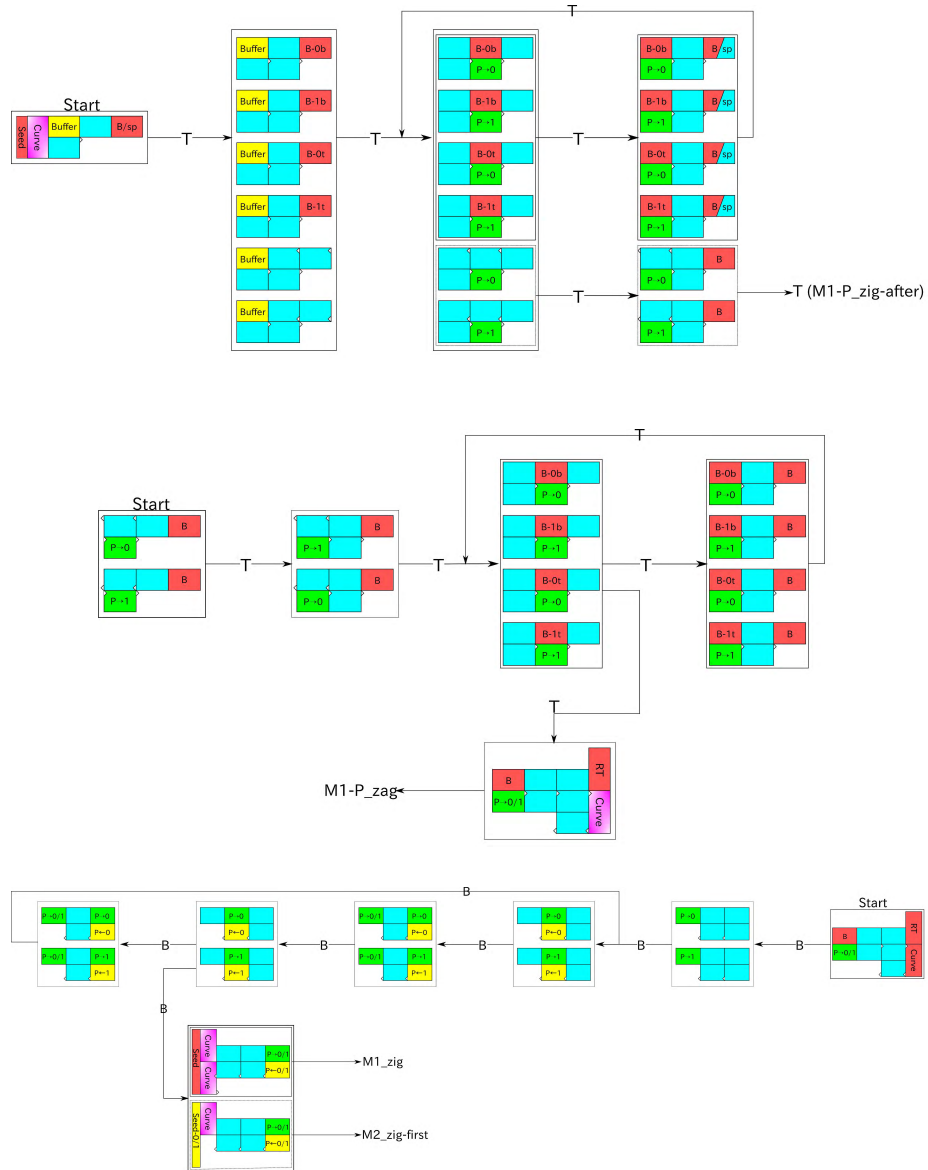 T
Start
Seed Curve Buffer B/sp
T
Buffer B-0b
Buffer B-1b
Buffer B-0t
Buffer B-1t
Buffer
Buffer
T
B-0b
P→0
B-1b
P→1
B-0t
P→0
B-1t
P→1
P→0
P→1
T
T
B-0b B/sp
P→0
B-1b B/sp
P→1
B-0t B/sp
P→0
B-1t B/sp
P→1
B
P→0
B
P→1
T (M1-P_zig-after)
T
Start
B
P→0
B
P→1
T
B
P→1
B
P→0
T
B-0b
P→0
B-1b
P→1
B-0t
P→0
B-1t
P→1
T
B-0b B
P→0
B-1b B
P→1
B-0t B
P→0
B-1t B
P→1
T
RT
B
P→0/1 Curve
M1-P_zag
B
P→0/1 P→0
P←0
P→0/1 P→1
P←1
B
P→0
P←0
P→1
P←1
B
P→0/1 P→0
P←0
P→0/1 P→1
P←1
B
P→0
P←0
P→1
P←1
B
P→0
P→1
B
Start
RT
B
P→0/1 Curve
B
Seed Curve
Curve
P→0/1
P←0/1
M1_zig
Seed-0/1 Curve
P→0/1
P←0/1
M2_zig-first